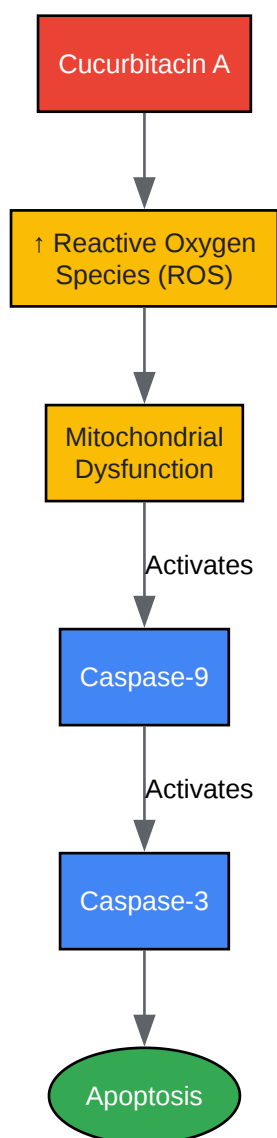 Cucurbitacin A
↑ Reactive Oxygen
Species (ROS)
Mitochondrial
Dysfunction
Activates
Caspase-9
Activates
Caspase-3
Apoptosis